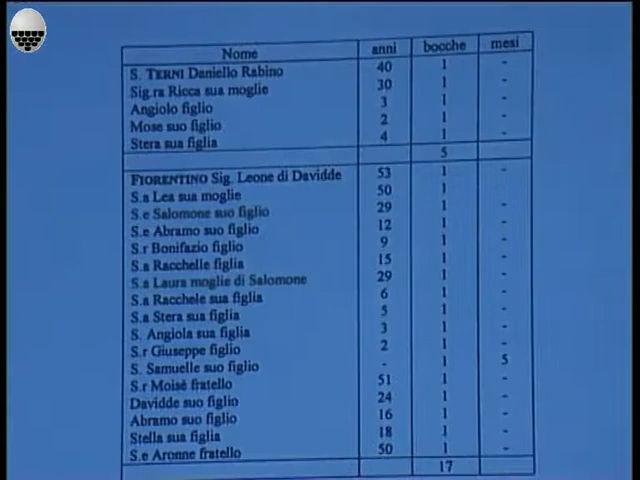 Nome anni bocche mesi
S. TERNI Daniello Rabino 40 1 -
Sig.ra Ricca sua moglie 30 1 -
Angiolo figlio 3 1 -
Mose suo figlio 2 1 -
Stera sua figlia 4 1 -
5
FIORENTINO Sig. Leone di Davidde 53 1 -
S.a Lea sua moglie 50 1
S.e Salomone suo figlio 29 1 -
S.e Abramo suo figlio 12 1 -
S.r Bonifazio figlio 9 1 -
S.a Racchelle figlia 15 1 -
S.a Laura moglie di Salomone 29 1 -
S.a Rachele sua figlia 6 1 -
S.a Stera sua figlia 5 1 -
S. Angiola sua figlia 3 1 -
S.r Giuseppe figlio 2 1 -
S. Samuelle suo figlio - 1 5
S.r Moisè fratello 51 1 -
Davidde suo figlio 24 1 -
Abramo suo figlio 16 1 -
Stella sua figlia 18 1 -
S.e Aronne fratello 50 1 -
17